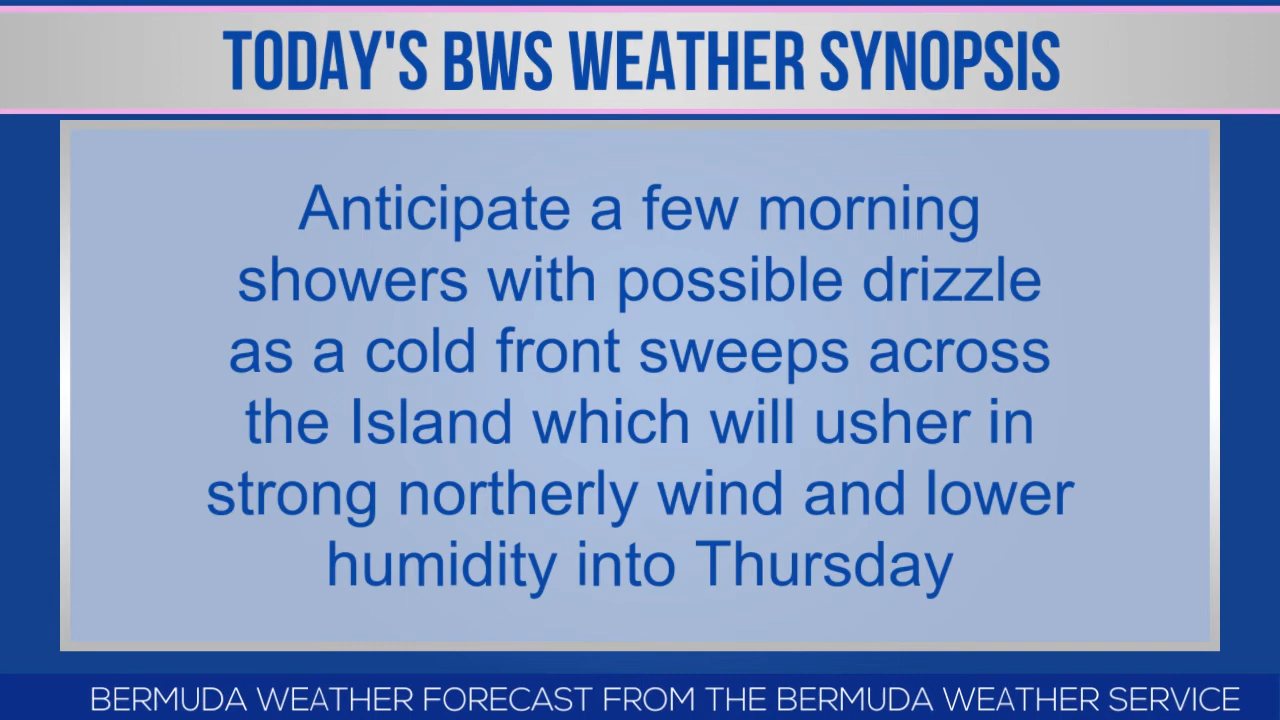 TODAY'S BWS WEATHER SYNOPSIS
Anticipate a few morning
showers with possible drizzle
as a cold front sweeps across
the Island which will usher in
strong northerly wind and lower
humidity into Thursday
BERMUDA WEATHER FORECAST FROM THE BERMUDA WEATHER SERVICE